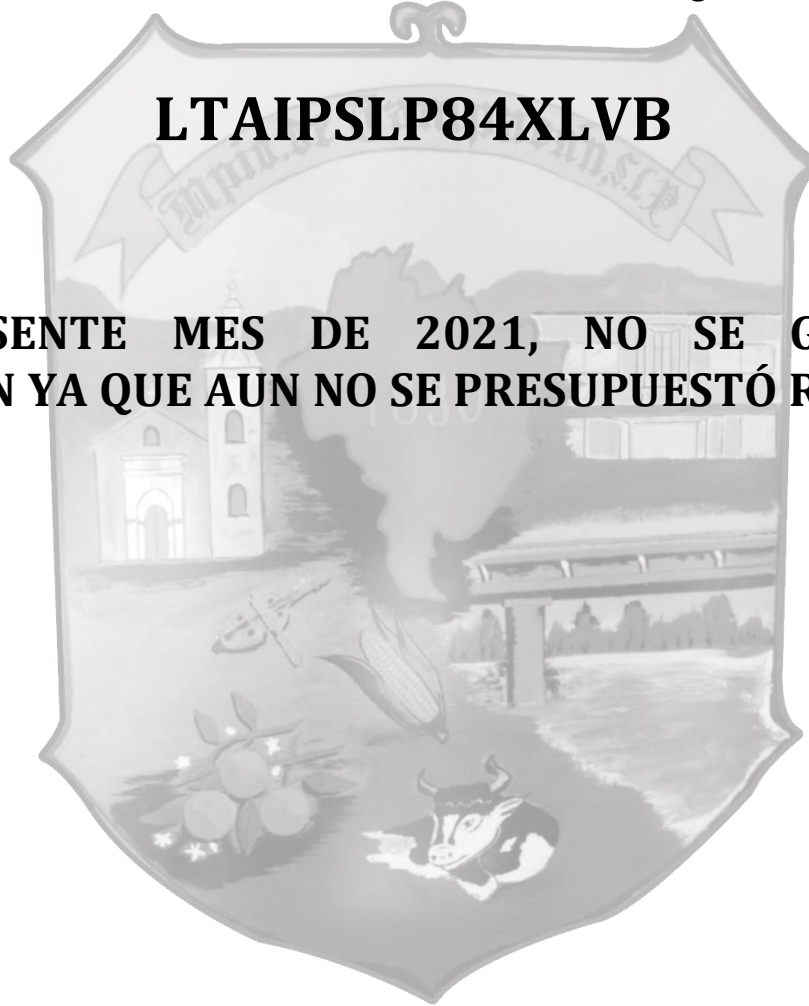 LTAIPSLP84XLVB
SENTE MES DE 2021, NO SE G
N YA QUE AUN NO SE PRESUPUESTÓ R